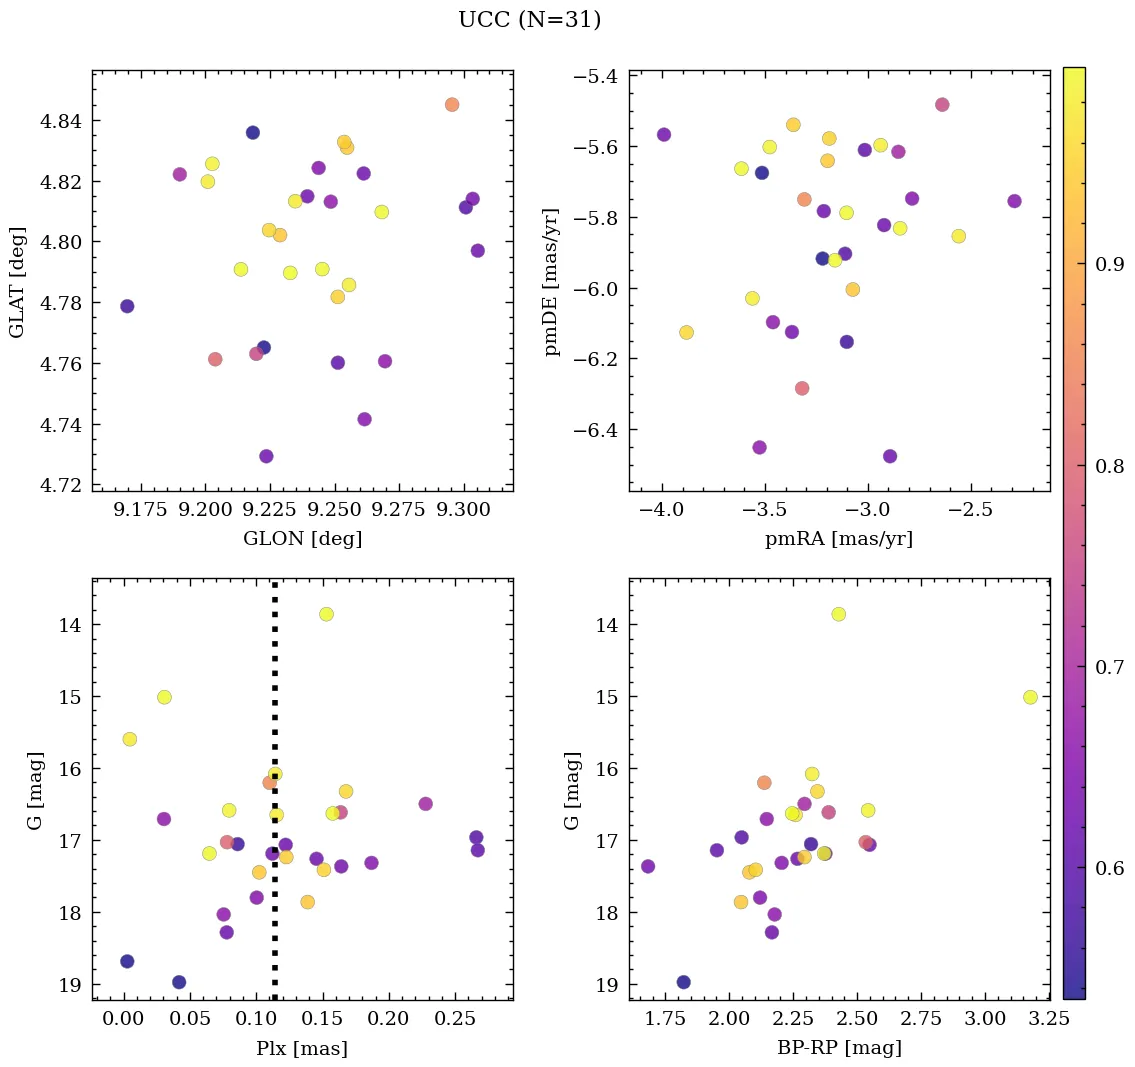 UCC (N=31)
4.84
4.82
4.80
4.78
4.76
4.74
4.72
GLAT [deg]
9.175 9.200 9.225 9.250 9.275 9.300
GLON [deg]
−5.4
−5.6
−5.8
−6.0
−6.2
−6.4
pmDE [mas/yr]
−4.0 −3.5 −3.0 −2.5
pmRA [mas/yr]
0.9
0.8
0.7
0.6
14
15
16
17
18
19
G [mag]
0.00 0.05 0.10 0.15 0.20 0.25
Plx [mas]
14
15
16
17
18
19
G [mag]
1.75 2.00 2.25 2.50 2.75 3.00 3.25
BP-RP [mag]